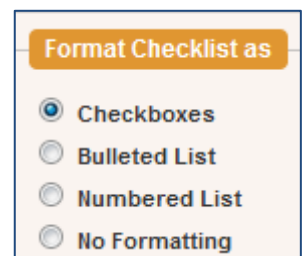 Format Checklist as
Checkboxes
Bulleted List
Numbered List
No Formatting